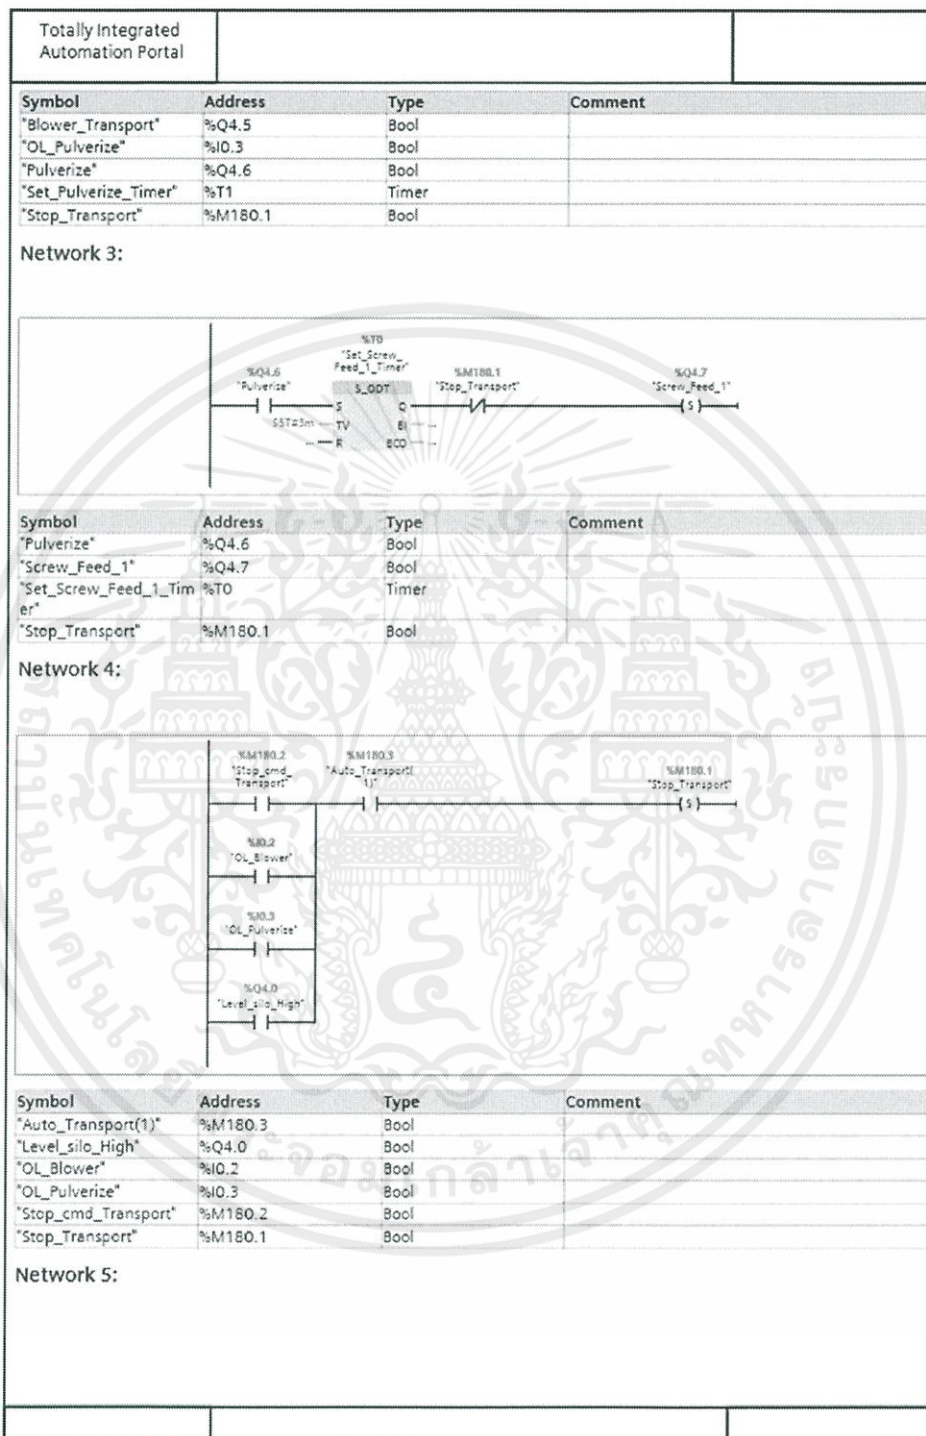 Totally Integrated
Automation Portal
Symbol Address Type Comment
"Blower_Transport" %Q4.5 Bool
"OL_Pulverize" %I0.3 Bool
"Pulverize" %Q4.6 Bool
"Set_Pulverize_Timer" %T1 Timer
"Stop_Transport" %M180.1 Bool
Network 3:
%T0
"Set_Screw_
Feed_1_Timer"
%Q4.6 %M180.1 %Q4.7
"Pulverize" S_ODT "Stop_Transport" "Screw_Feed_1"
S Q S
S5T#3m TV BI
R BCD
Symbol Address Type Comment
"Pulverize" %Q4.6 Bool
"Screw_Feed_1" %Q4.7 Bool
"Set_Screw_Feed_1_Tim %T0 Timer
er"
"Stop_Transport" %M180.1 Bool
Network 4:
%M180.2 %M180.3
"Stop_cmd_ "Auto_Transport( %M180.1
Transport" 1)" "Stop_Transport"
S
%I0.2
"OL_Blower"
%I0.3
"OL_Pulverize"
%Q4.0
"Level_silo_High"
Symbol Address Type Comment
"Auto_Transport(1)" %M180.3 Bool
"Level_silo_High" %Q4.0 Bool
"OL_Blower" %I0.2 Bool
"OL_Pulverize" %I0.3 Bool
"Stop_cmd_Transport" %M180.2 Bool
"Stop_Transport" %M180.1 Bool
Network 5: